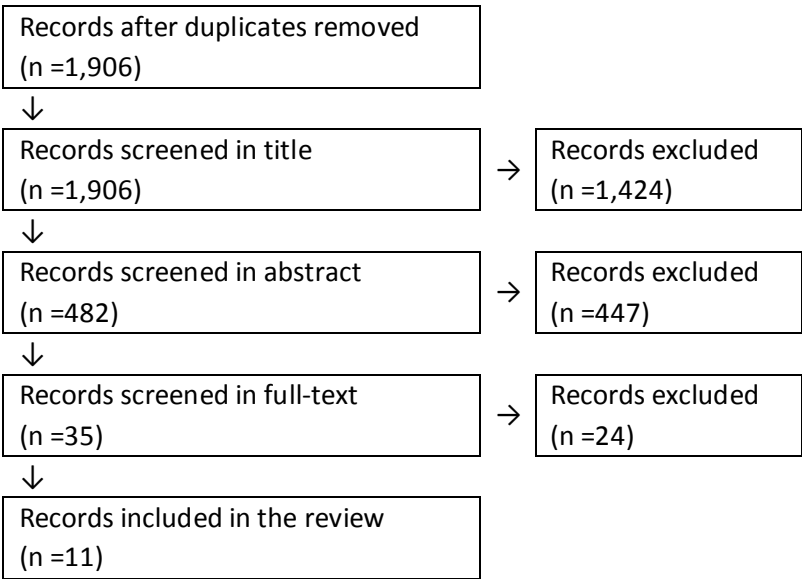 Records after duplicates removed
(n =1,906)
↓
Records screened in title
(n =1,906)
→
Records excluded
(n =1,424)
↓
Records screened in abstract
(n =482)
→
Records excluded
(n =447)
↓
Records screened in full-text
(n =35)
→
Records excluded
(n =24)
↓
Records included in the review
(n =11)